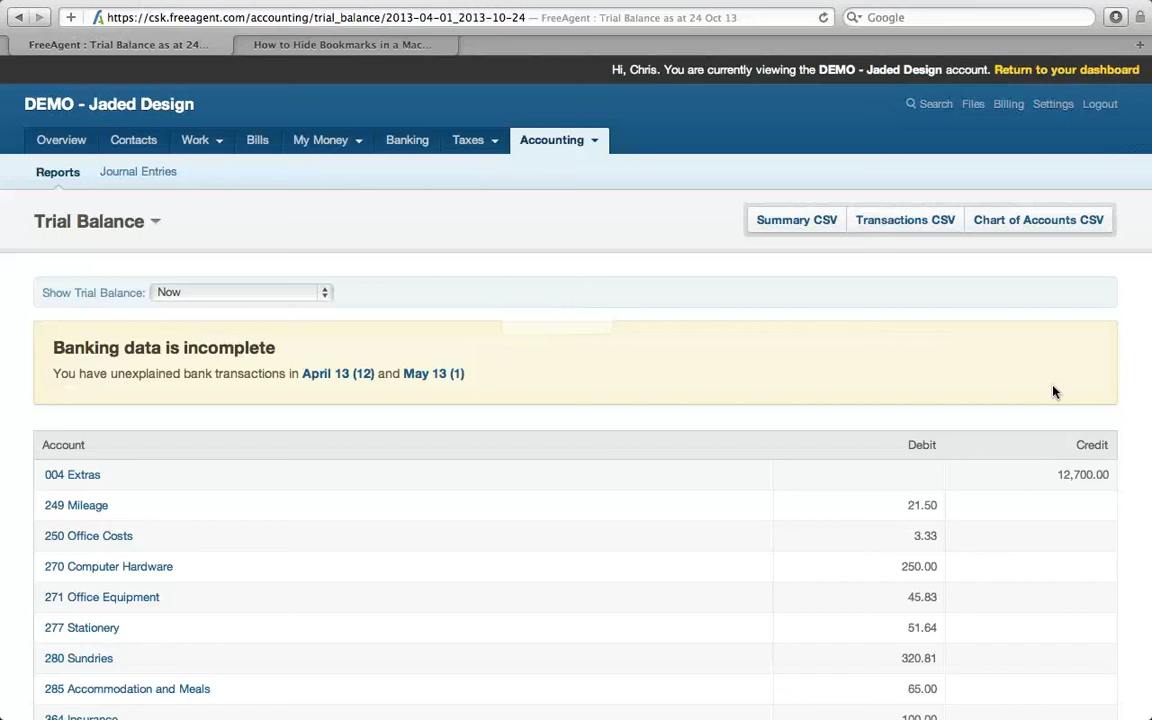 https://csk.freeagent.com/accounting/trial_balance/2013-04-01_2013-10-24 — FreeAgent : Trial Balance as at 24 Oct 13
Google
FreeAgent : Trial Balance as at 24...
How to Hide Bookmarks in a Mac...
Hi, Chris. You are currently viewing the DEMO - Jaded Design account. Return to your dashboard
DEMO - Jaded Design
Search Files Billing Settings Logout
Overview Contacts Work Bills My Money Banking Taxes Accounting
Reports Journal Entries
Trial Balance
Summary CSV Transactions CSV Chart of Accounts CSV
Show Trial Balance: Now
Banking data is incomplete
You have unexplained bank transactions in April 13 (12) and May 13 (1)
Account Debit Credit
004 Extras 12,700.00
249 Mileage 21.50
250 Office Costs 3.33
270 Computer Hardware 250.00
271 Office Equipment 45.83
277 Stationery 51.64
280 Sundries 320.81
285 Accommodation and Meals 65.00
364 Insurance 100.00